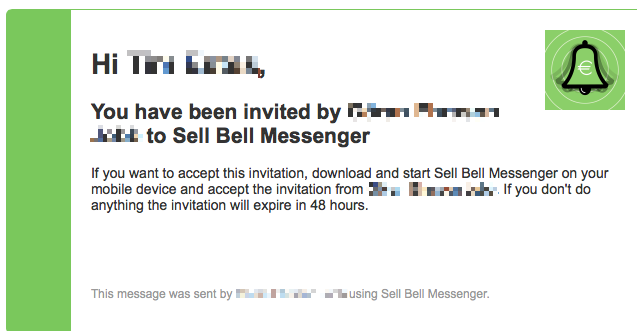 Hi
You have been invited by
to Sell Bell Messenger
If you want to accept this invitation, download and start Sell Bell Messenger on your
mobile device and accept the invitation from . If you don't do
anything the invitation will expire in 48 hours.
This message was sent by using Sell Bell Messenger.
€